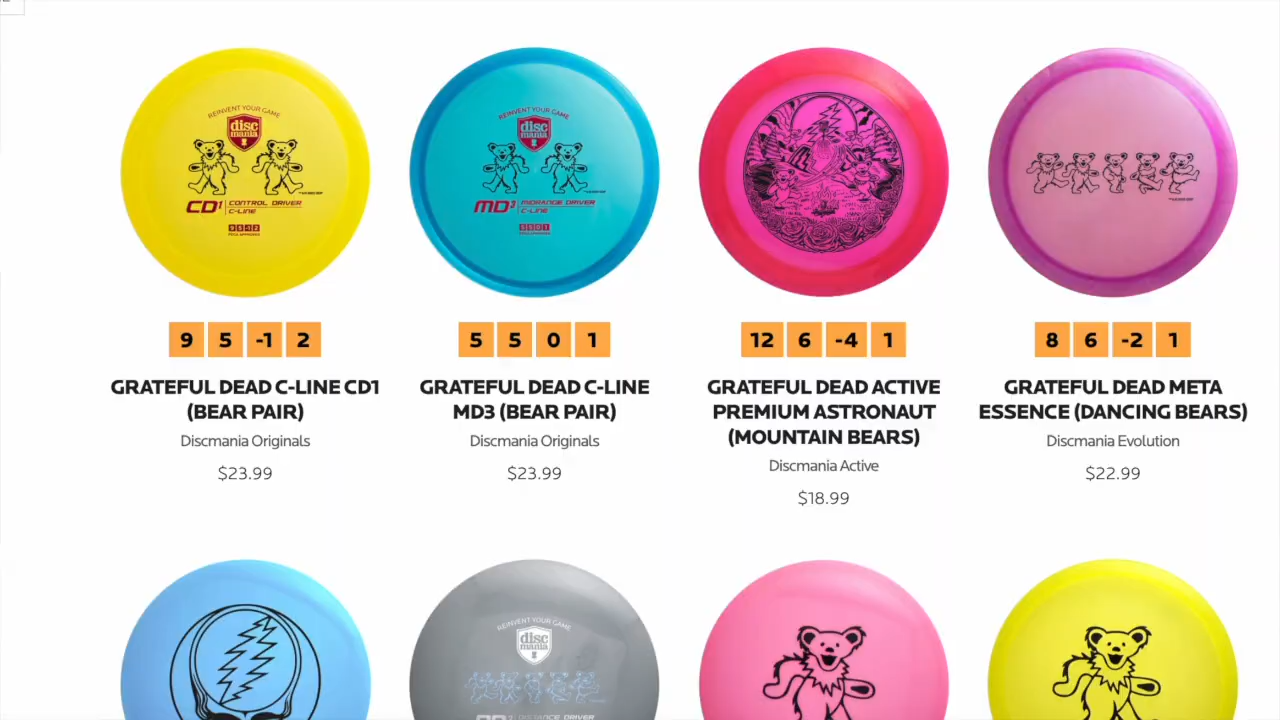 REINVENT YOUR GAME
disc
mania
CD1 CONTROL DRIVER
C-LINE
REINVENT YOUR GAME
disc
mania
MD3 MIDRANGE DRIVER
C-LINE
9 5 -1 2
5 5 0 1
12 6 -4 1
8 6 -2 1
GRATEFUL DEAD C-LINE CD1
(BEAR PAIR)
Discmania Originals
$23.99
GRATEFUL DEAD C-LINE
MD3 (BEAR PAIR)
Discmania Originals
$23.99
GRATEFUL DEAD ACTIVE
PREMIUM ASTRONAUT
(MOUNTAIN BEARS)
Discmania Active
$18.99
GRATEFUL DEAD META
ESSENCE (DANCING BEARS)
Discmania Evolution
$22.99
REINVENT YOUR GAME
disc
mania
DISTANCE DRIVER